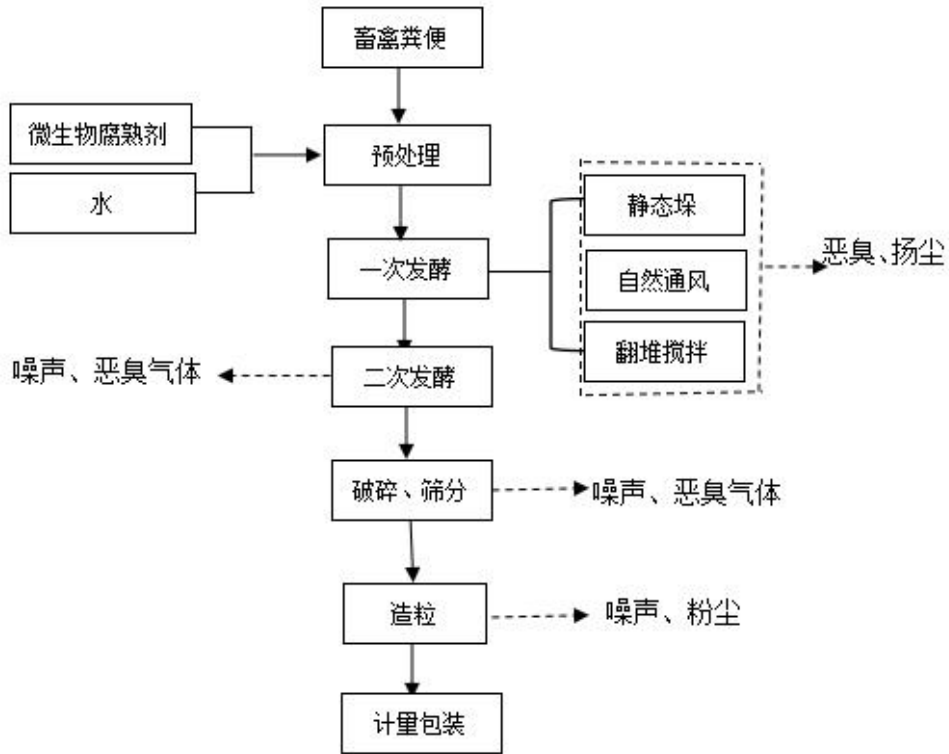 畜禽粪便
微生物腐熟剂
水
预处理
一次发酵
静态垛
自然通风
翻堆搅拌
恶臭、扬尘
噪声、恶臭气体
二次发酵
破碎、筛分
噪声、恶臭气体
造粒
噪声、粉尘
计量包装